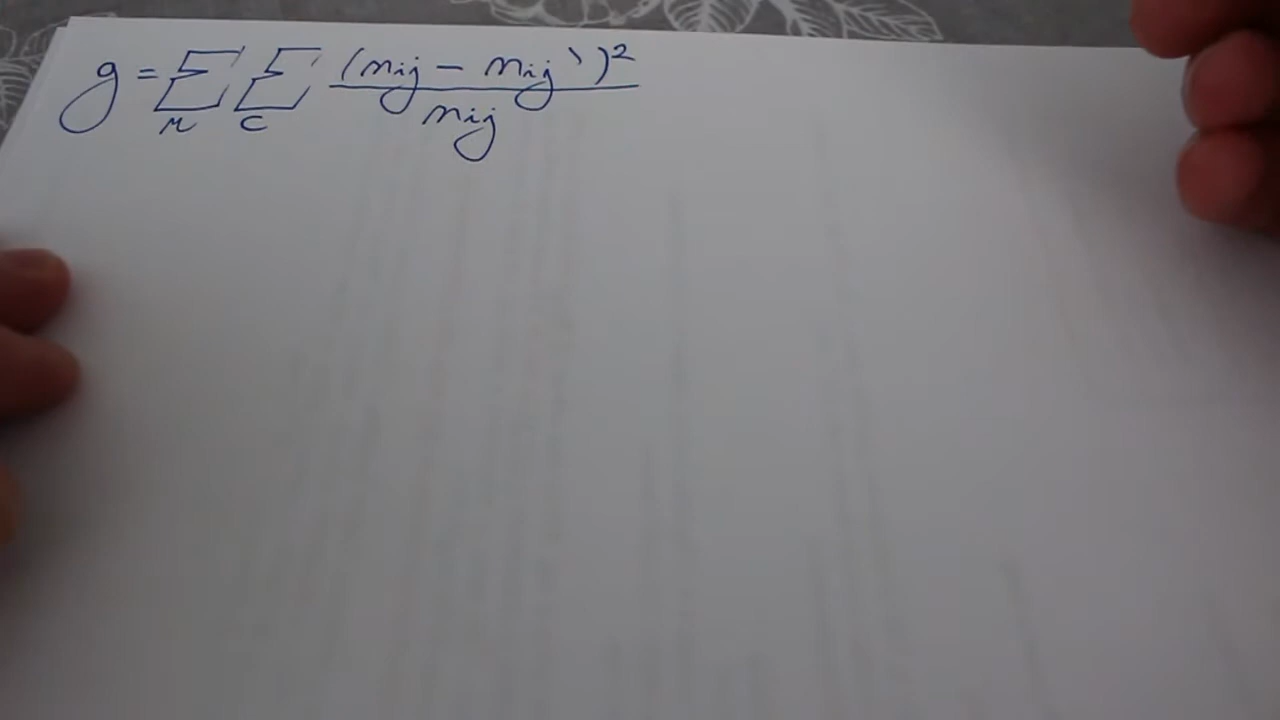 g = Σ Σ (nij - nij`)²
r c nij